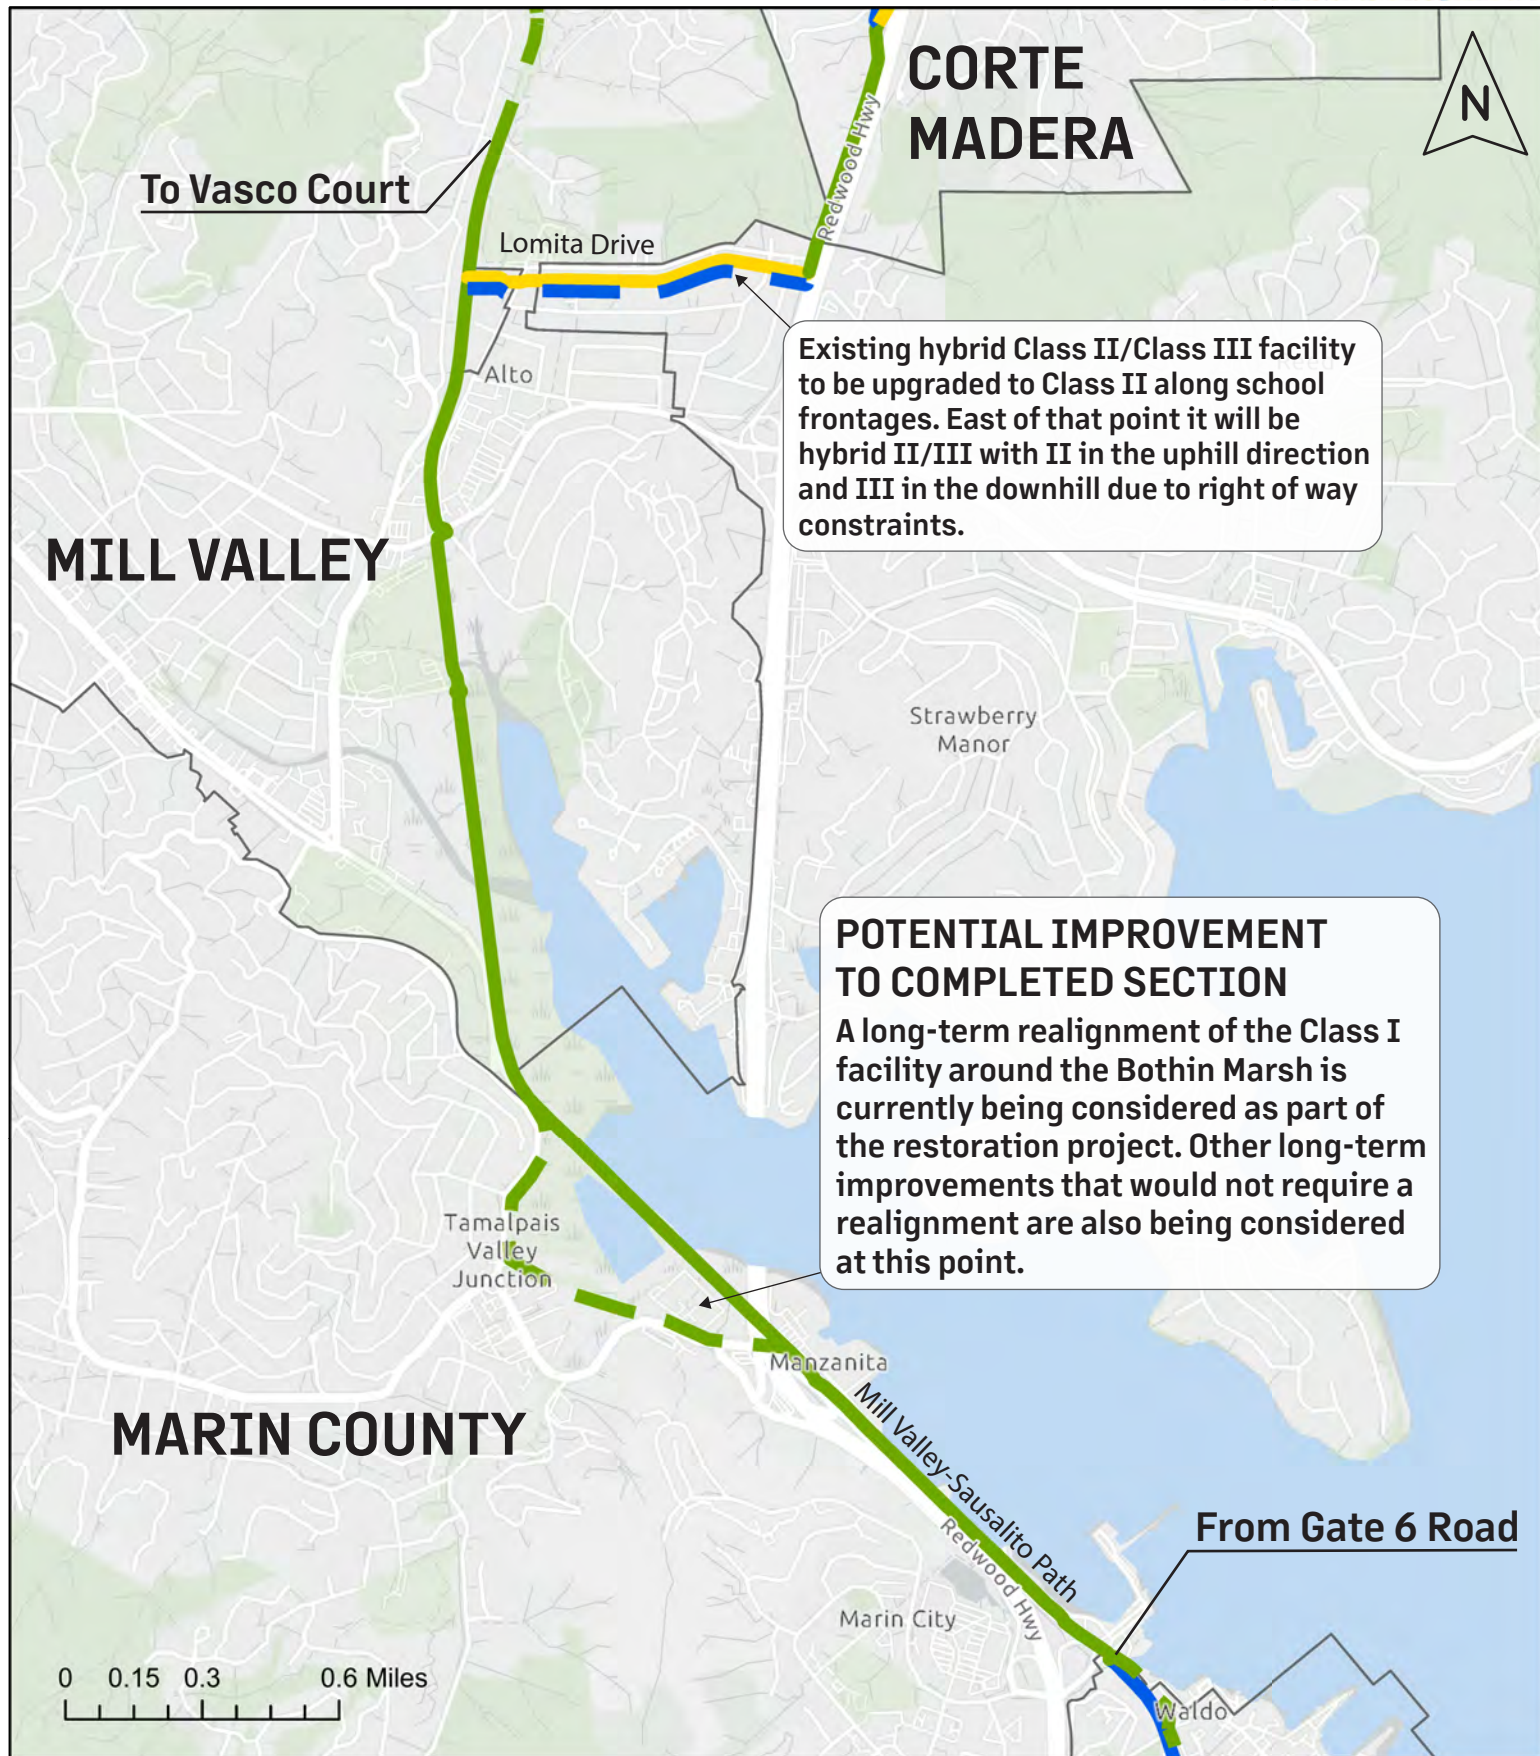 CORTE
MADERA
N
Redwood Hwy
To Vasco Court
Lomita Drive
Existing hybrid Class II/Class III facility
to be upgraded to Class II along school
frontages. East of that point it will be
hybrid II/III with II in the uphill direction
and III in the downhill due to right of way
constraints.
Alto
MILL VALLEY
Strawberry
Manor
POTENTIAL IMPROVEMENT
TO COMPLETED SECTION
A long-term realignment of the Class I
facility around the Bothin Marsh is
currently being considered as part of
the restoration project. Other long-term
improvements that would not require a
realignment are also being considered
at this point.
Tamalpais
Valley
Junction
Manzanita
MARIN COUNTY
Mill Valley-Sausalito Path
Redwood Hwy
From Gate 6 Road
Marin City
Waldo
0 0.15 0.3 0.6 Miles